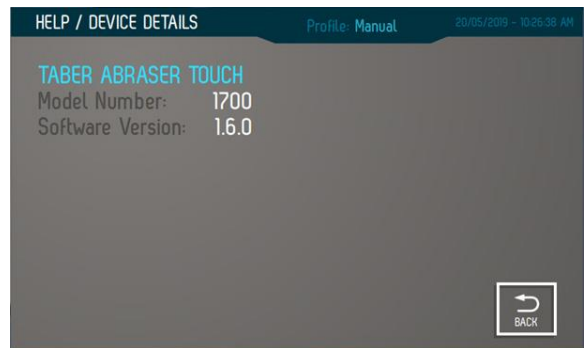 HELP / DEVICE DETAILS
Profile: Manual
20/05/2019 - 10:26:38 AM
TABER ABRASER TOUCH
Model Number: 1700
Software Version: 1.6.0
BACK